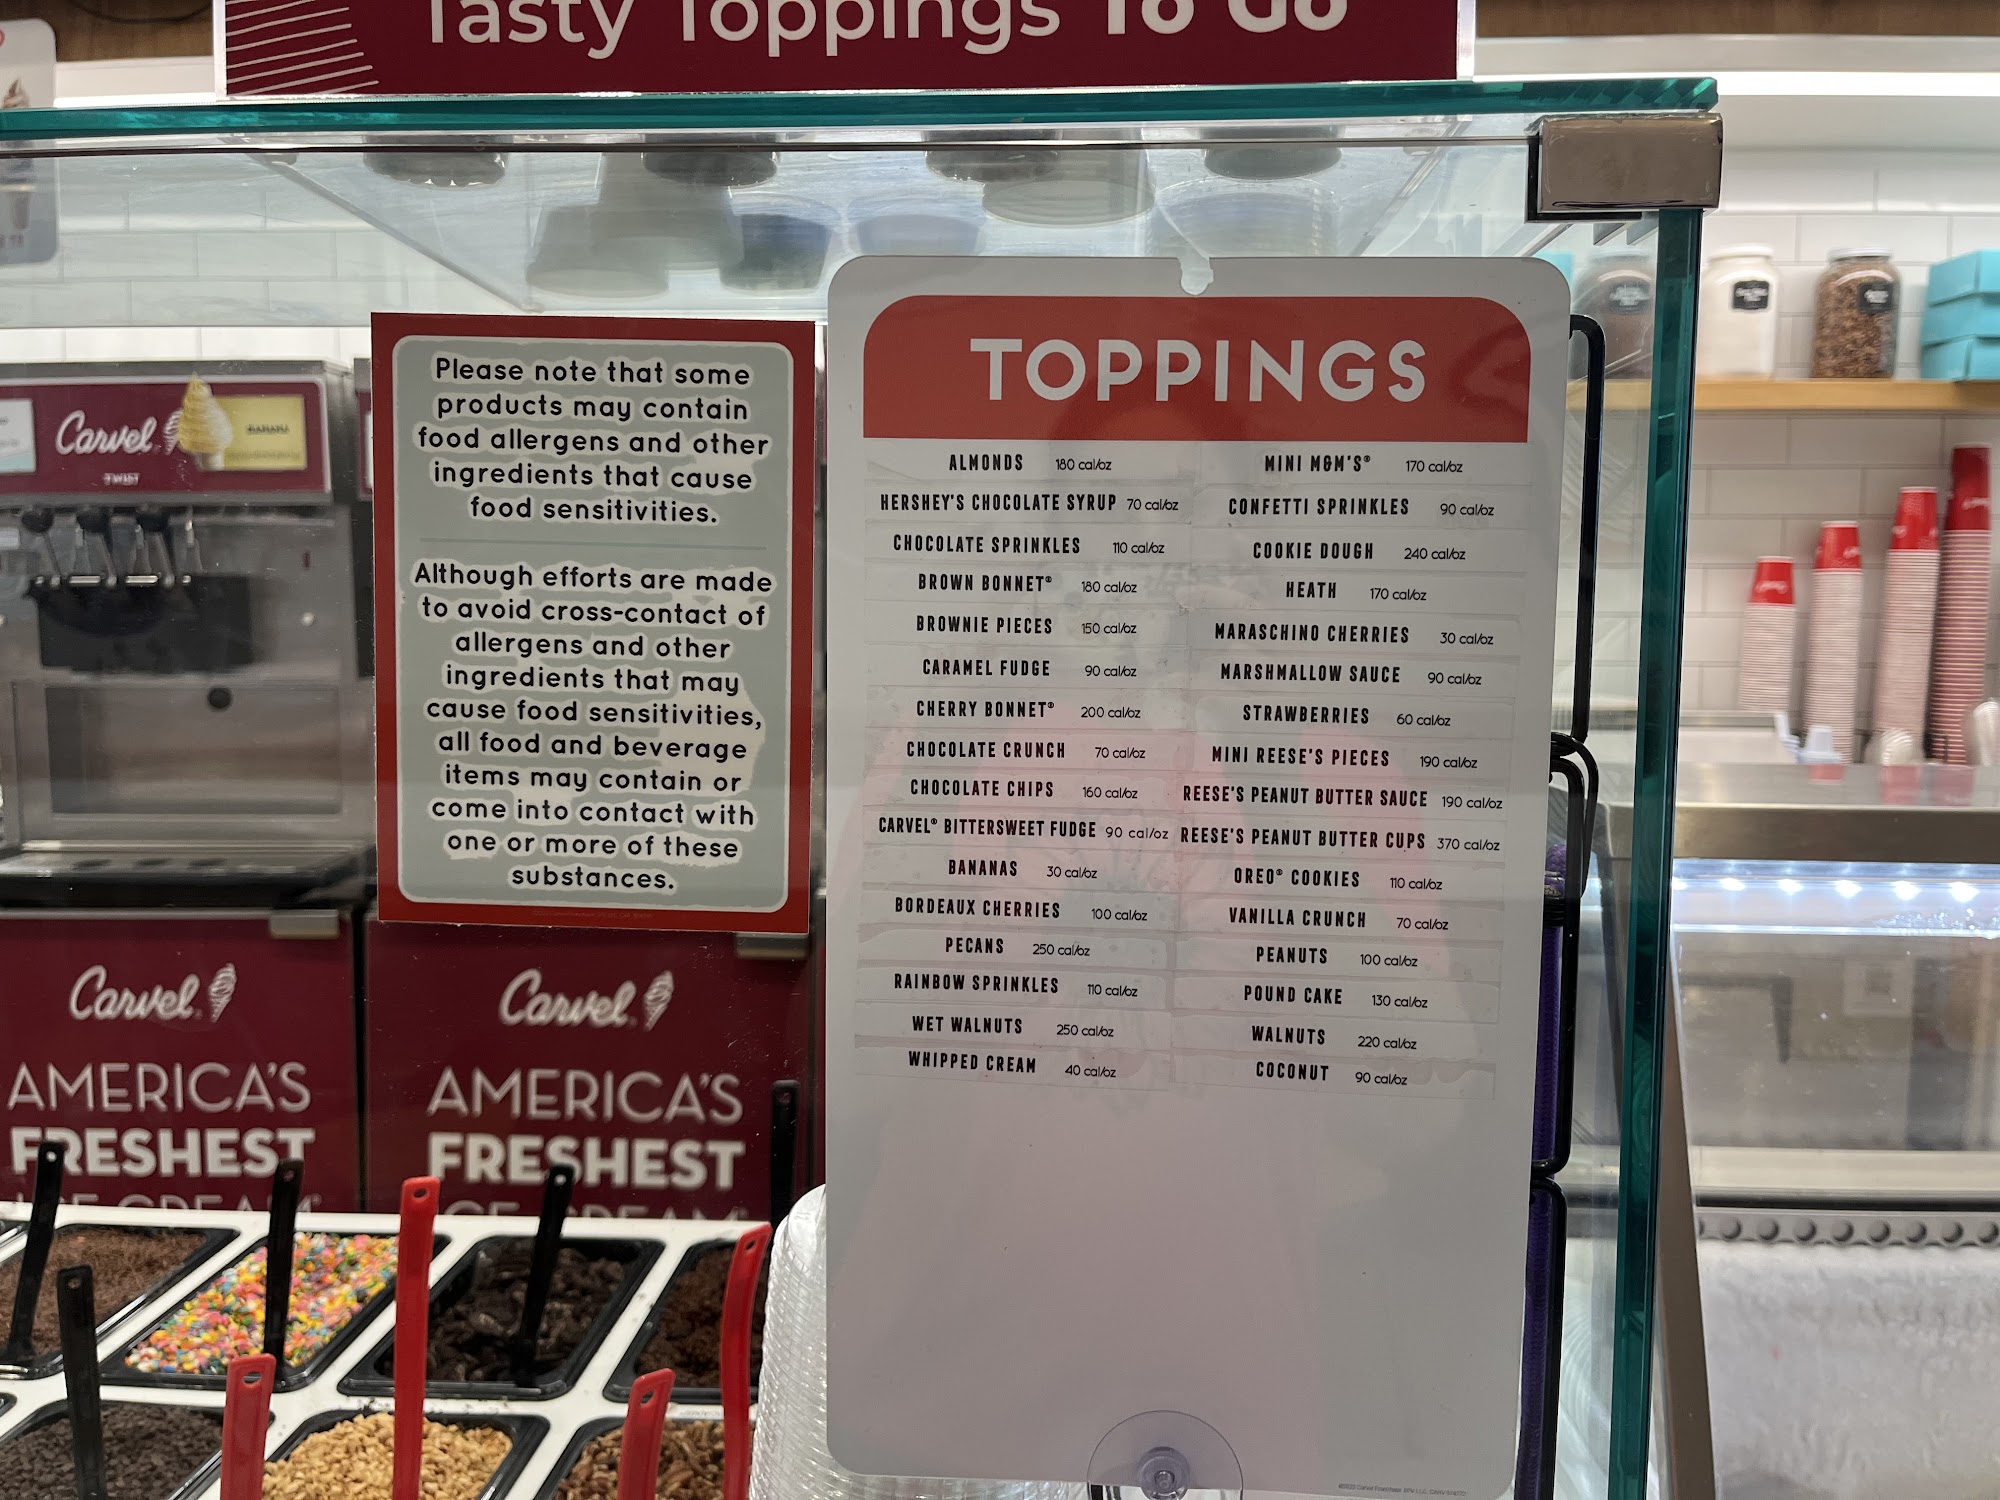 Tasty Toppings To Go
Please note that some
products may contain
food allergens and other
ingredients that cause
food sensitivities.
Although efforts are made
to avoid cross-contact of
allergens and other
ingredients that may
cause food sensitivities,
all food and beverage
items may contain or
come into contact with
one or more of these
substances.
TOPPINGS
ALMONDS 180 cal/oz
HERSHEY'S CHOCOLATE SYRUP 70 cal/oz
CHOCOLATE SPRINKLES 110 cal/oz
BROWN BONNET® 180 cal/oz
BROWNIE PIECES 150 cal/oz
CARAMEL FUDGE 90 cal/oz
CHERRY BONNET® 200 cal/oz
CHOCOLATE CRUNCH 70 cal/oz
CHOCOLATE CHIPS 160 cal/oz
CARVEL® BITTERSWEET FUDGE 90 cal/oz
BANANAS 30 cal/oz
BORDEAUX CHERRIES 100 cal/oz
PECANS 250 cal/oz
RAINBOW SPRINKLES 110 cal/oz
WET WALNUTS 250 cal/oz
WHIPPED CREAM 40 cal/oz
MINI M&M'S® 170 cal/oz
CONFETTI SPRINKLES 90 cal/oz
COOKIE DOUGH 240 cal/oz
HEATH 170 cal/oz
MARASCHINO CHERRIES 30 cal/oz
MARSHMALLOW SAUCE 90 cal/oz
STRAWBERRIES 60 cal/oz
MINI REESE'S PIECES 190 cal/oz
REESE'S PEANUT BUTTER SAUCE 190 cal/oz
REESE'S PEANUT BUTTER CUPS 370 cal/oz
OREO® COOKIES 110 cal/oz
VANILLA CRUNCH 70 cal/oz
PEANUTS 100 cal/oz
POUND CAKE 130 cal/oz
WALNUTS 220 cal/oz
COCONUT 90 cal/oz
Carvel
TWIST
BANANA
Carvel
AMERICA'S
FRESHEST
ICE CREAM
Carvel
AMERICA'S
FRESHEST
ICE CREAM